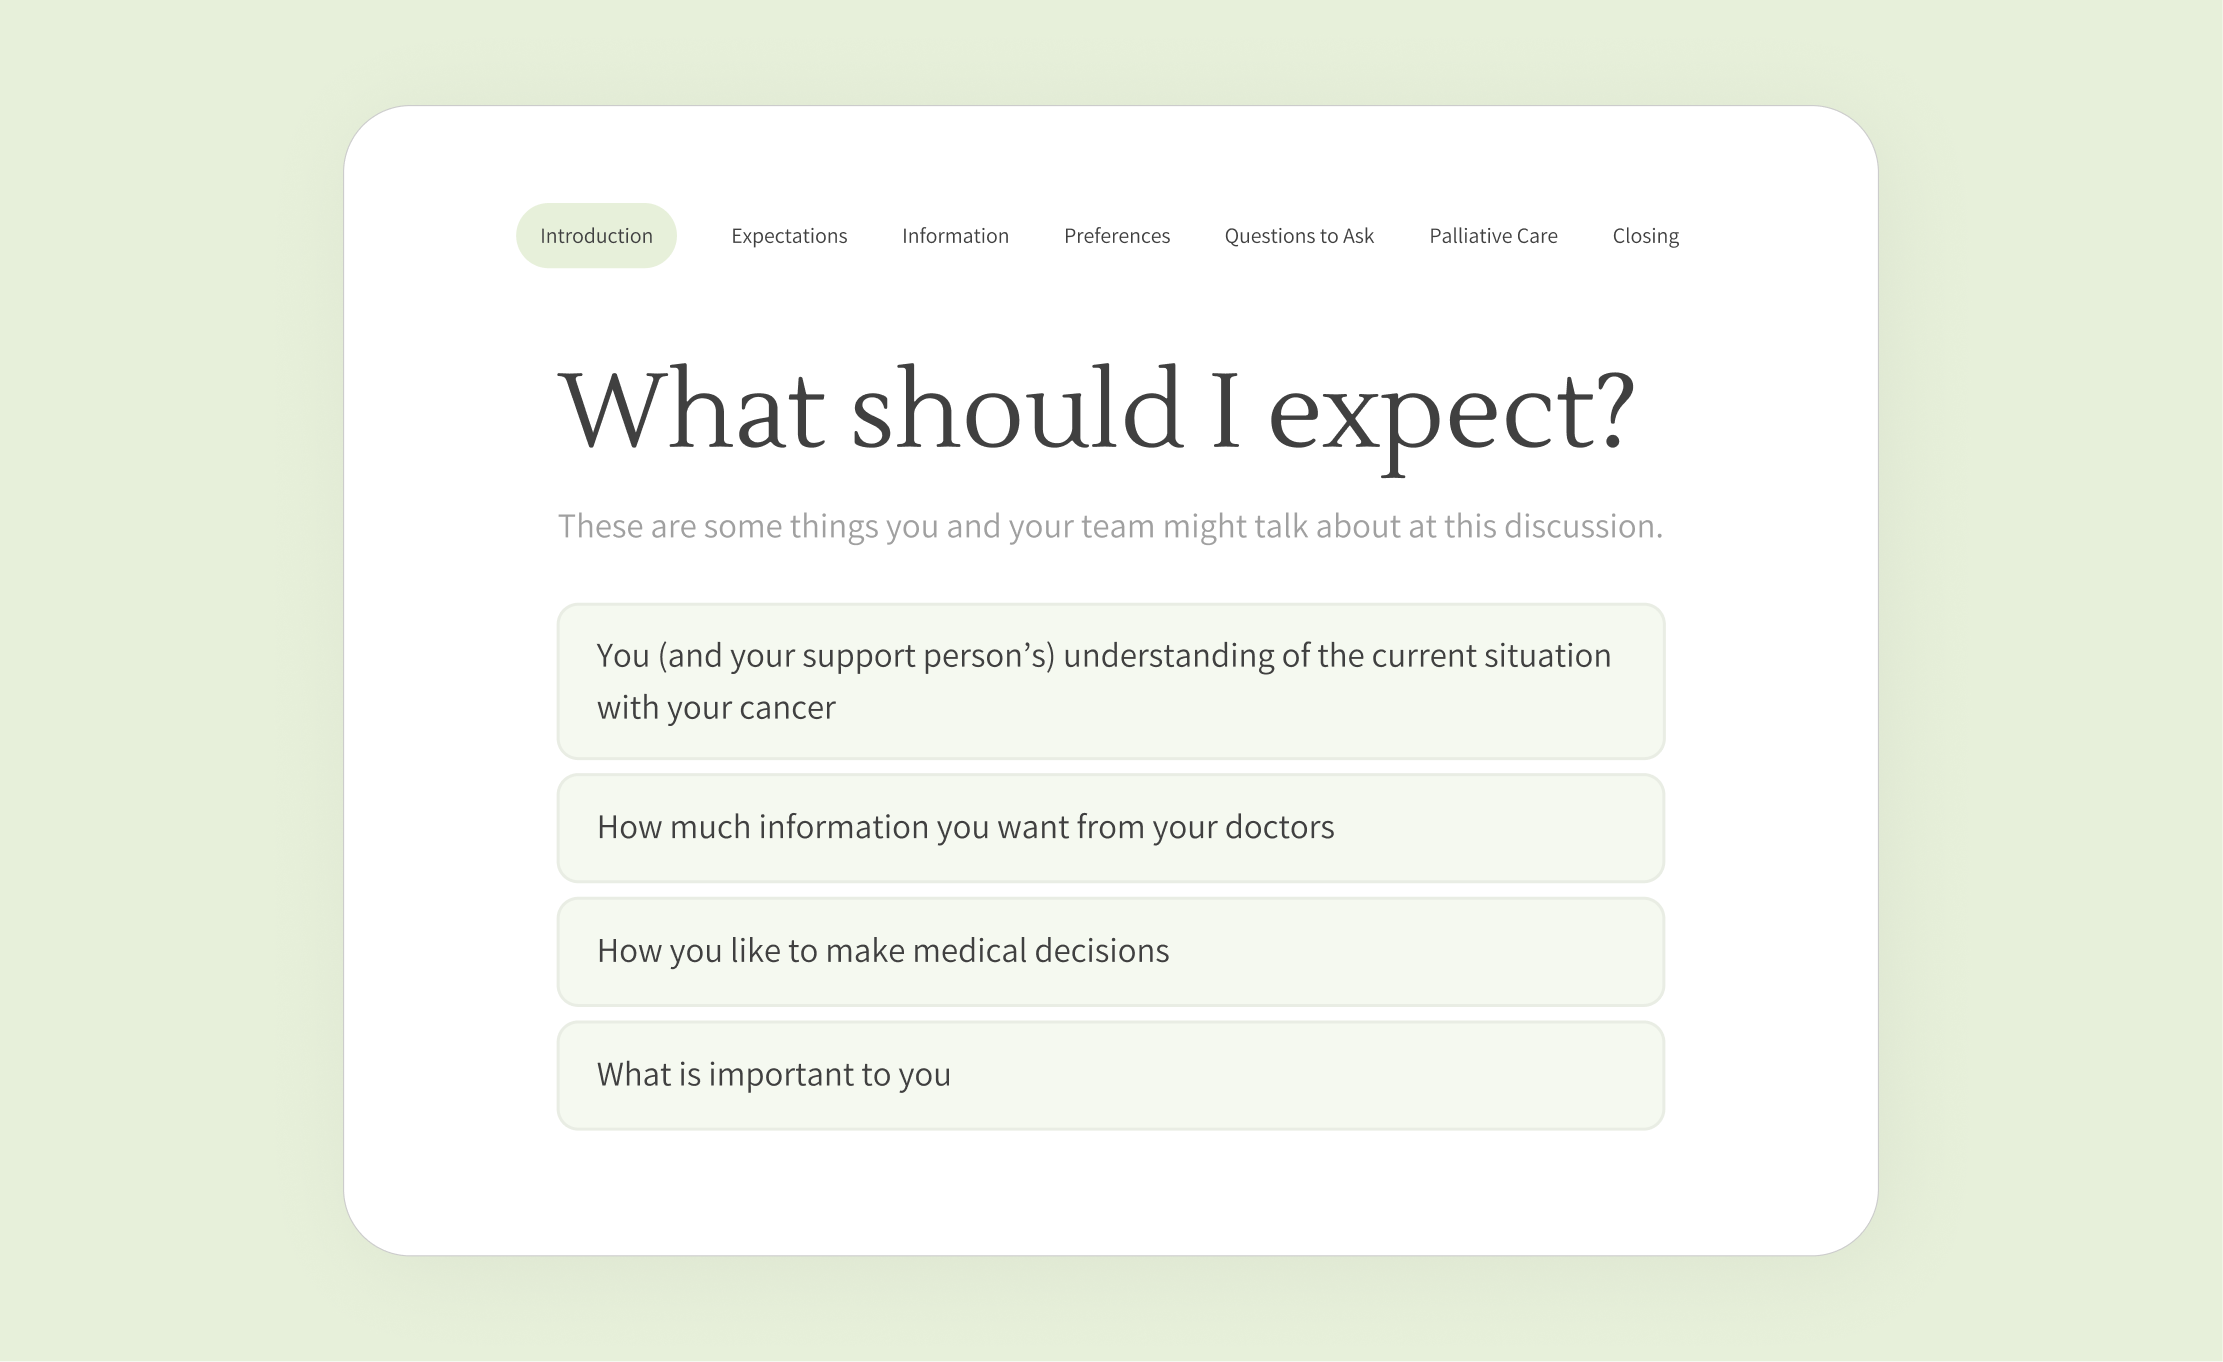 Introduction Expectations Information Preferences Questions to Ask Palliative Care Closing
What should I expect?
These are some things you and your team might talk about at this discussion.
You (and your support person’s) understanding of the current situation
with your cancer
How much information you want from your doctors
How you like to make medical decisions
What is important to you